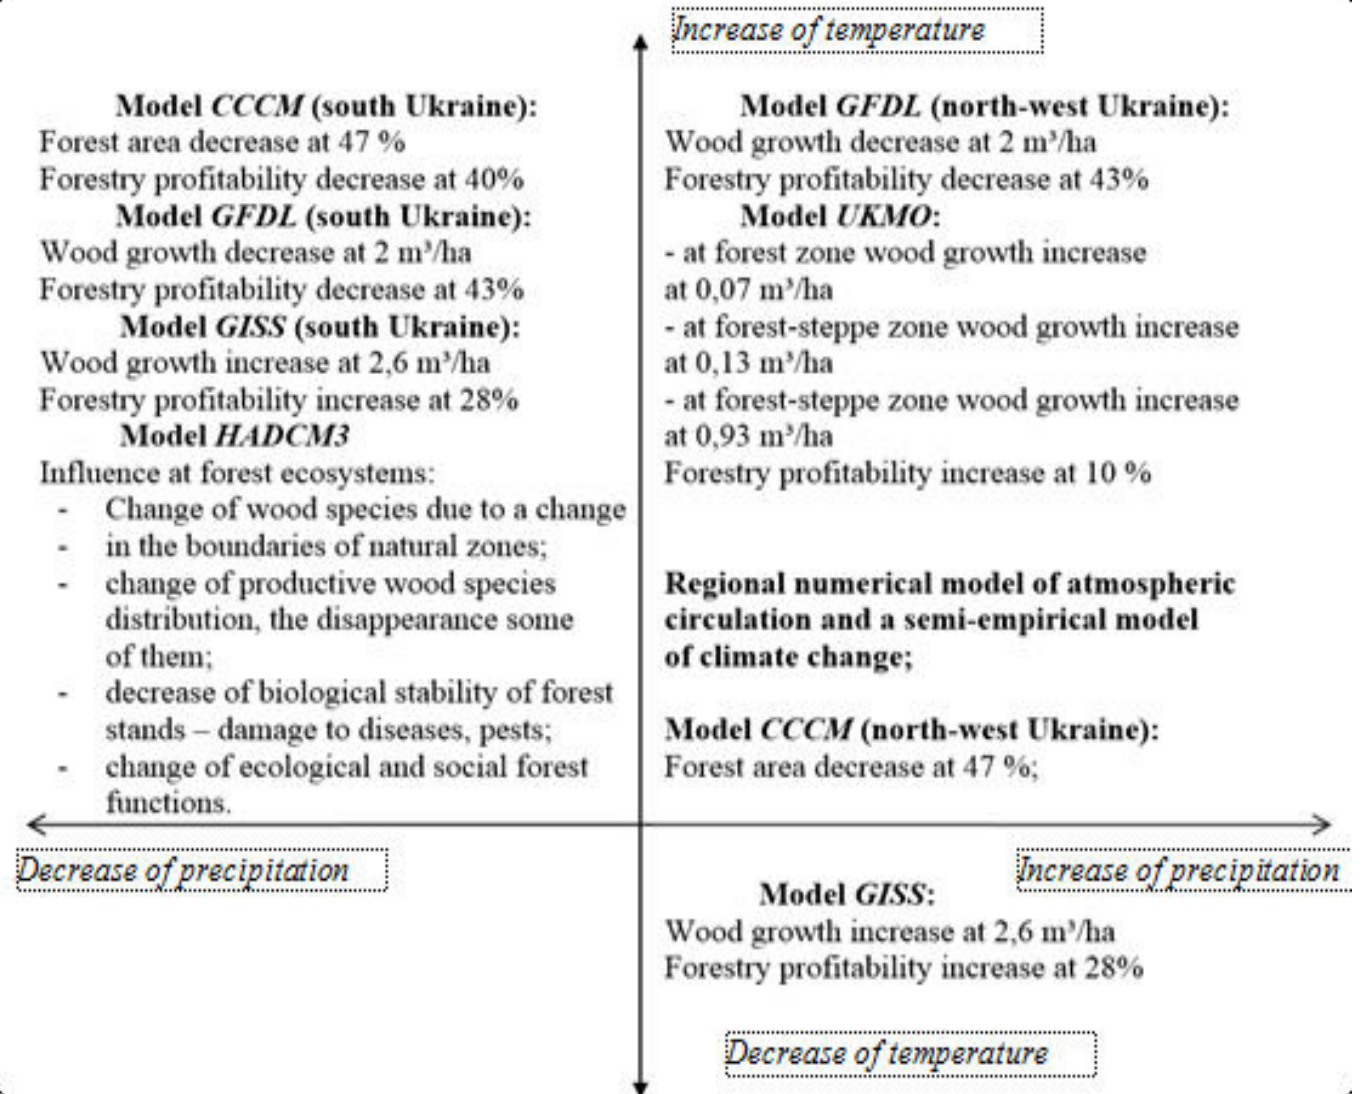 Increase of temperature
Model CCCM (south Ukraine):
Forest area decrease at 47 %
Forestry profitability decrease at 40%
Model GFDL (south Ukraine):
Wood growth decrease at 2 m³/ha
Forestry profitability decrease at 43%
Model GISS (south Ukraine):
Wood growth increase at 2,6 m³/ha
Forestry profitability increase at 28%
Model HADCM3
Influence at forest ecosystems:
- Change of wood species due to a change
- in the boundaries of natural zones;
- change of productive wood species
distribution, the disappearance some
of them;
- decrease of biological stability of forest
stands – damage to diseases, pests;
- change of ecological and social forest
functions.
Model GFDL (north-west Ukraine):
Wood growth decrease at 2 m³/ha
Forestry profitability decrease at 43%
Model UKMO:
- at forest zone wood growth increase
at 0,07 m³/ha
- at forest-steppe zone wood growth increase
at 0,13 m³/ha
- at forest-steppe zone wood growth increase
at 0,93 m³/ha
Forestry profitability increase at 10 %
Regional numerical model of atmospheric
circulation and a semi-empirical model
of climate change;
Model CCCM (north-west Ukraine):
Forest area decrease at 47 %;
Decrease of precipitation
Increase of precipitation
Model GISS:
Wood growth increase at 2,6 m³/ha
Forestry profitability increase at 28%
Decrease of temperature